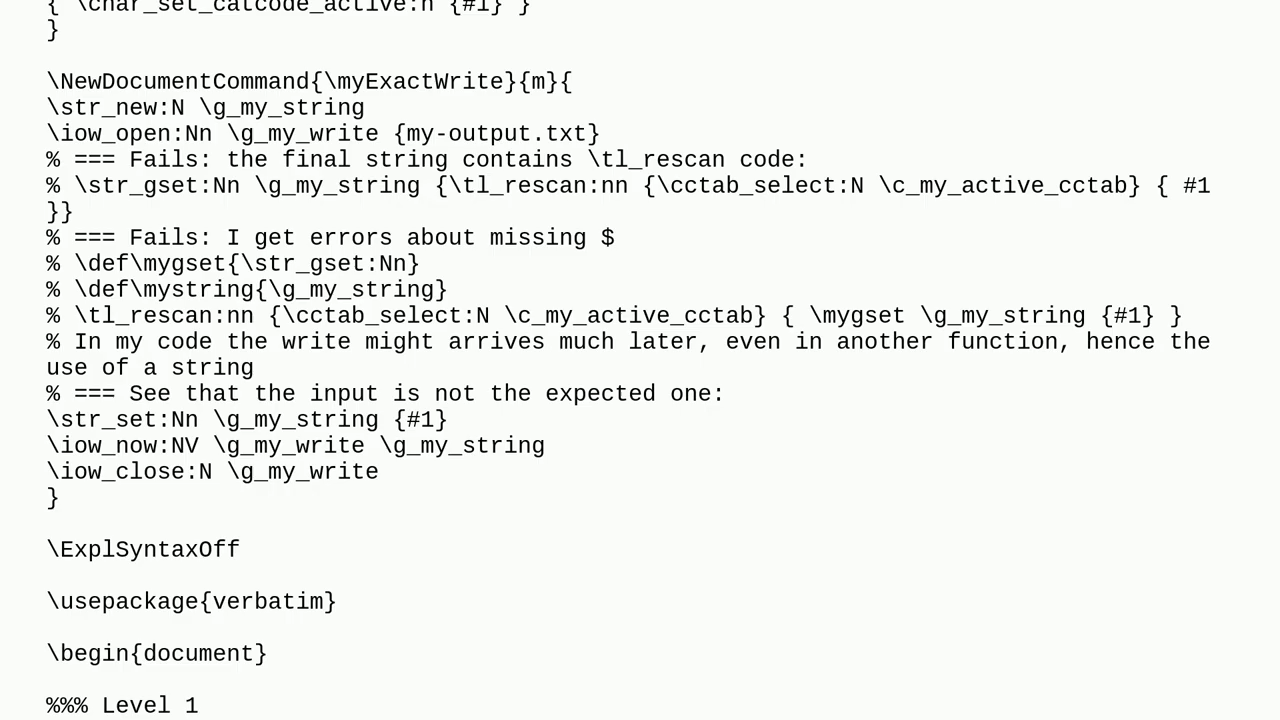 { \char_set_catcode_active:n {#1} }
}
\NewDocumentCommand{\myExactWrite}{m}{
\str_new:N \g_my_string
\iow_open:Nn \g_my_write {my-output.txt}
% === Fails: the final string contains \tl_rescan code:
% \str_gset:Nn \g_my_string {\tl_rescan:nn {\cctab_select:N \c_my_active_cctab} { #1
}}
% === Fails: I get errors about missing $
% \def\mygset{\str_gset:Nn}
% \def\mystring{\g_my_string}
% \tl_rescan:nn {\cctab_select:N \c_my_active_cctab} { \mygset \g_my_string {#1} }
% In my code the write might arrives much later, even in another function, hence the
use of a string
% === See that the input is not the expected one:
\str_set:Nn \g_my_string {#1}
\iow_now:NV \g_my_write \g_my_string
\iow_close:N \g_my_write
}
\ExplSyntaxOff
\usepackage{verbatim}
\begin{document}
%%% Level 1